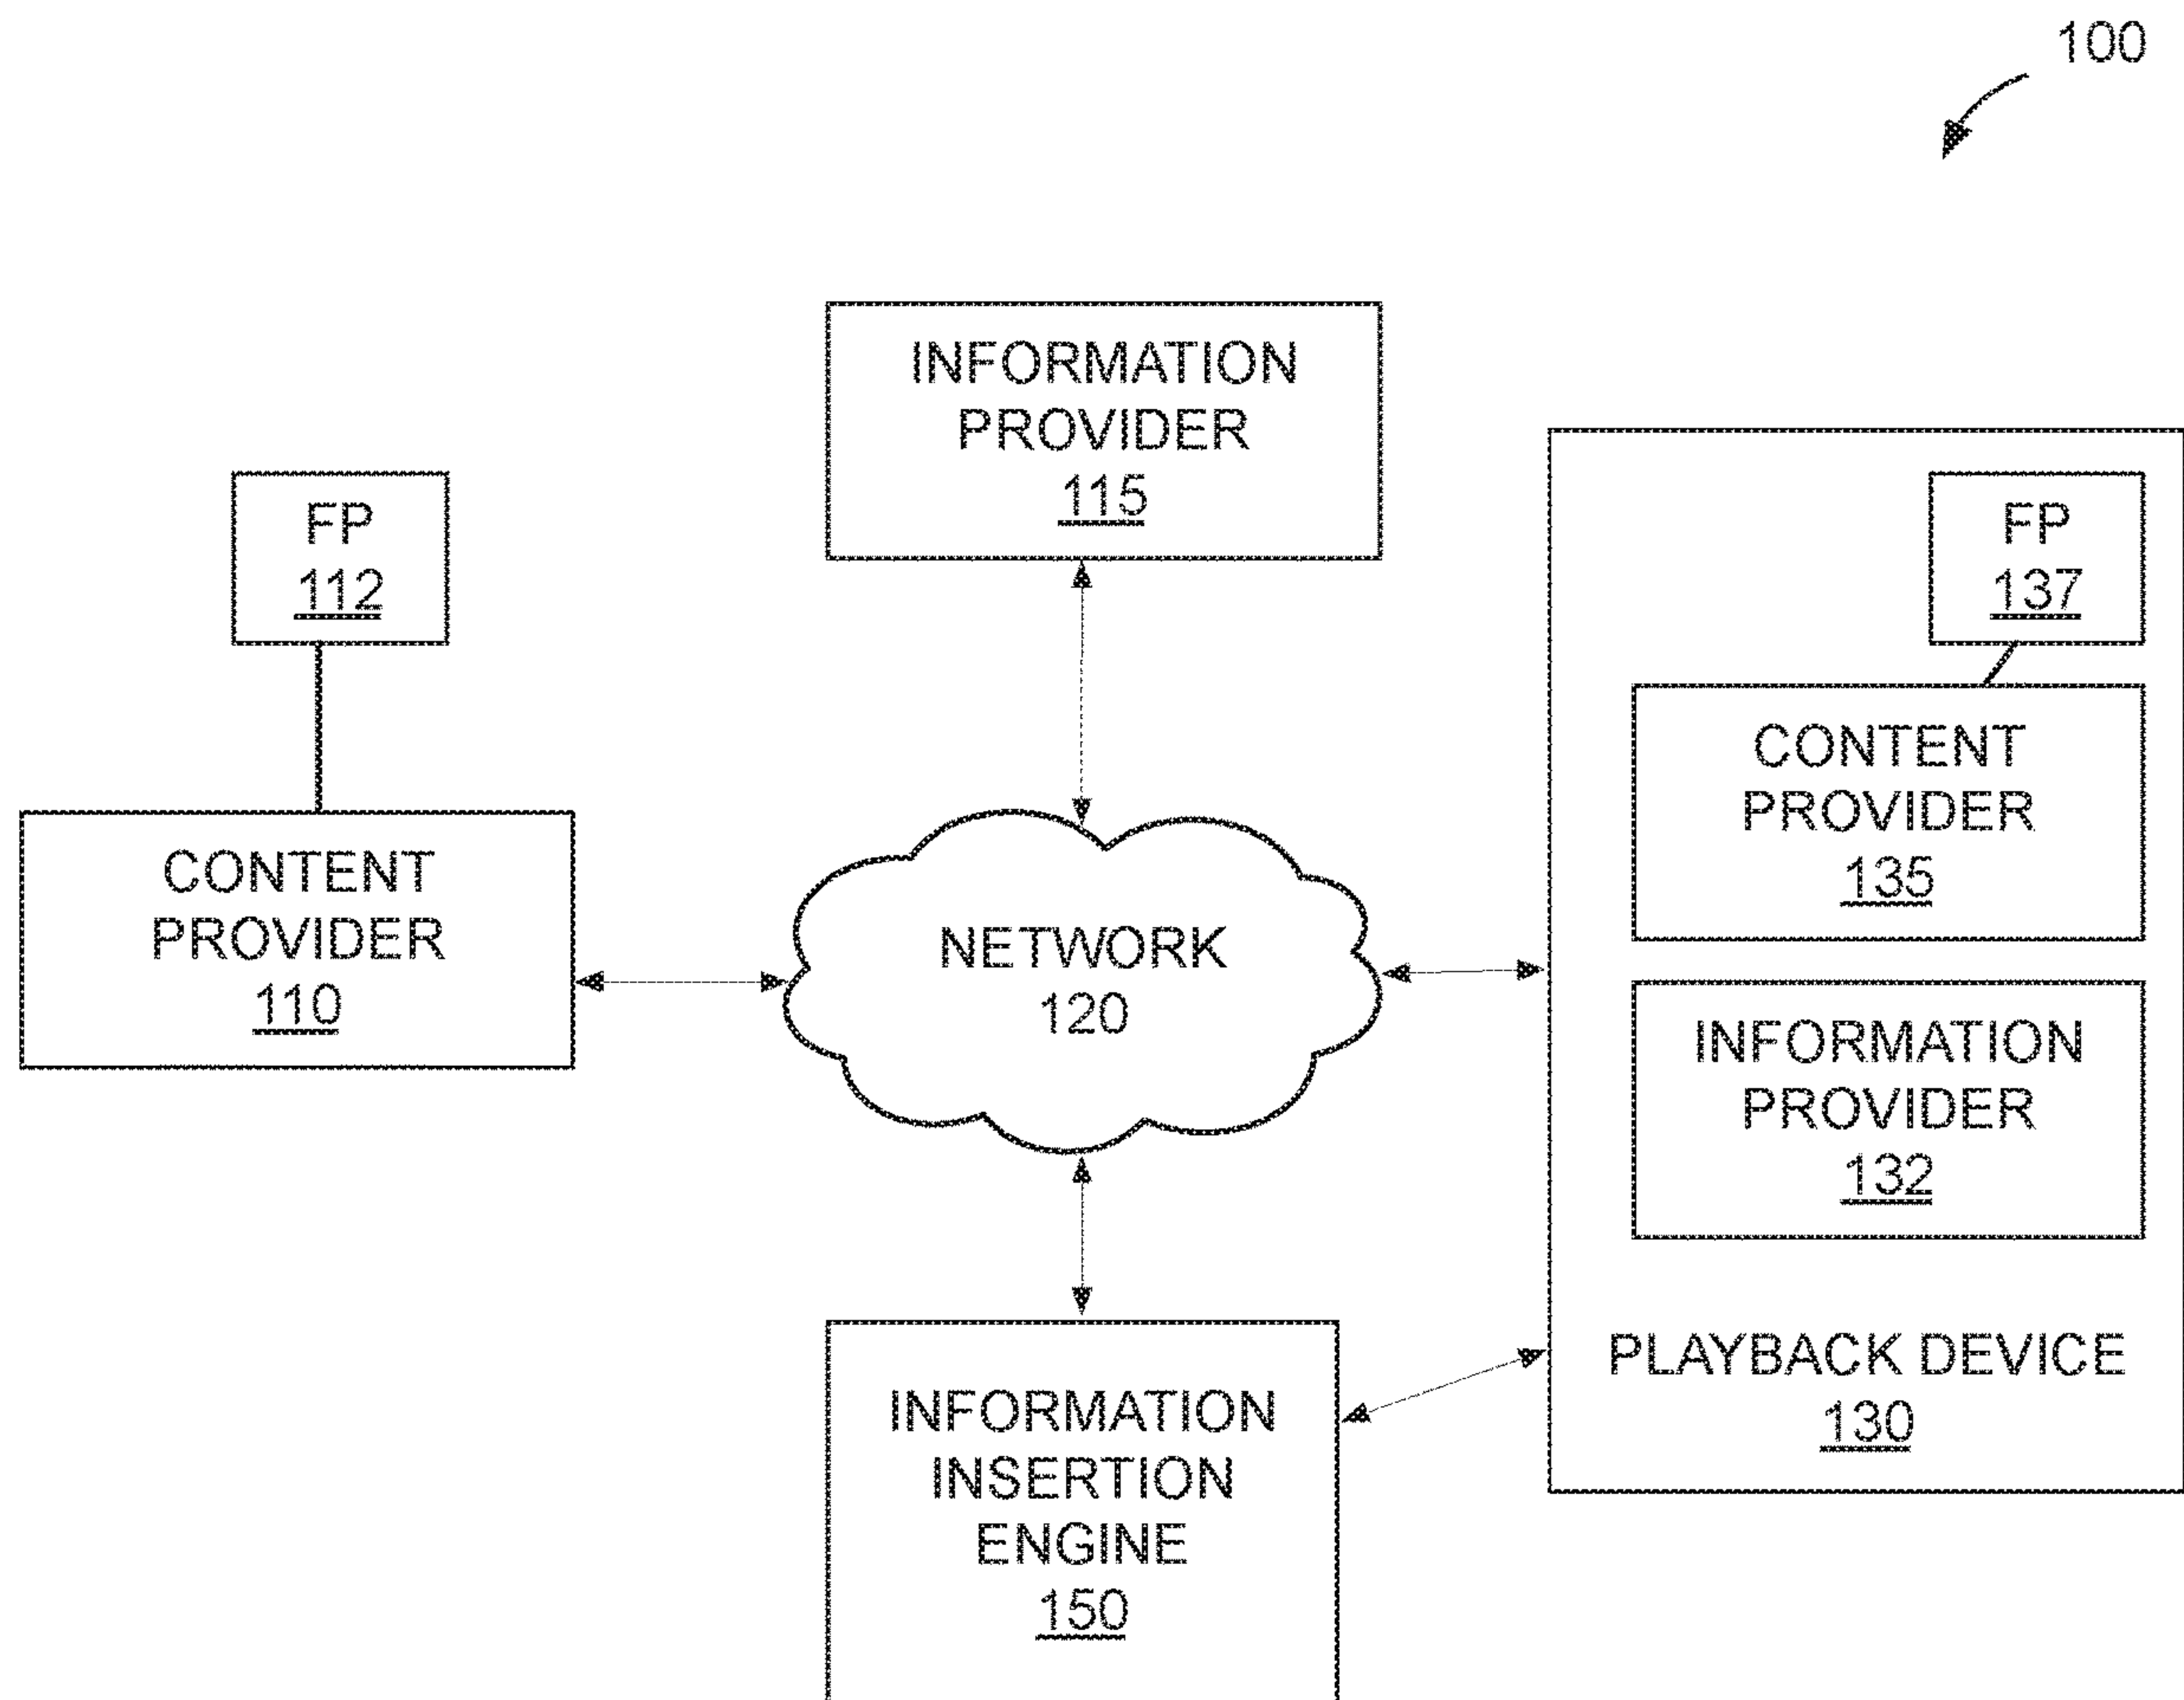 100
INFORMATION
PROVIDER
115
FP
112
FP
137
CONTENT
PROVIDER
135
CONTENT
PROVIDER
110
NETWORK
120
INFORMATION
PROVIDER
132
PLAYBACK DEVICE
130
INFORMATION
INSERTION
ENGINE
150